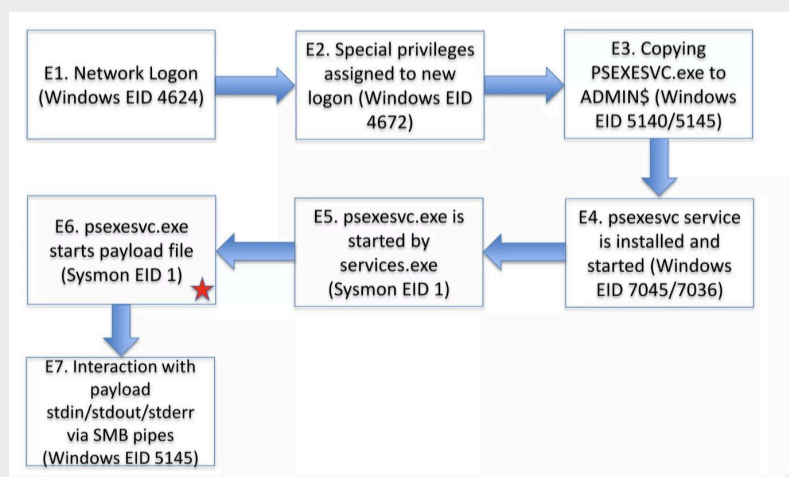 E1. Network Logon
(Windows EID 4624)
E2. Special privileges
assigned to new
logon (Windows EID
4672)
E3. Copying
PSEXESVC.exe to
ADMIN$ (Windows
EID 5140/5145)
E4. psexesvc service
is installed and
started (Windows
EID 7045/7036)
E5. psexesvc.exe is
started by
services.exe
(Sysmon EID 1)
E6. psexesvc.exe
starts payload file
(Sysmon EID 1)
E7. Interaction with
payload
stdin/stdout/stderr
via SMB pipes
(Windows EID 5145)